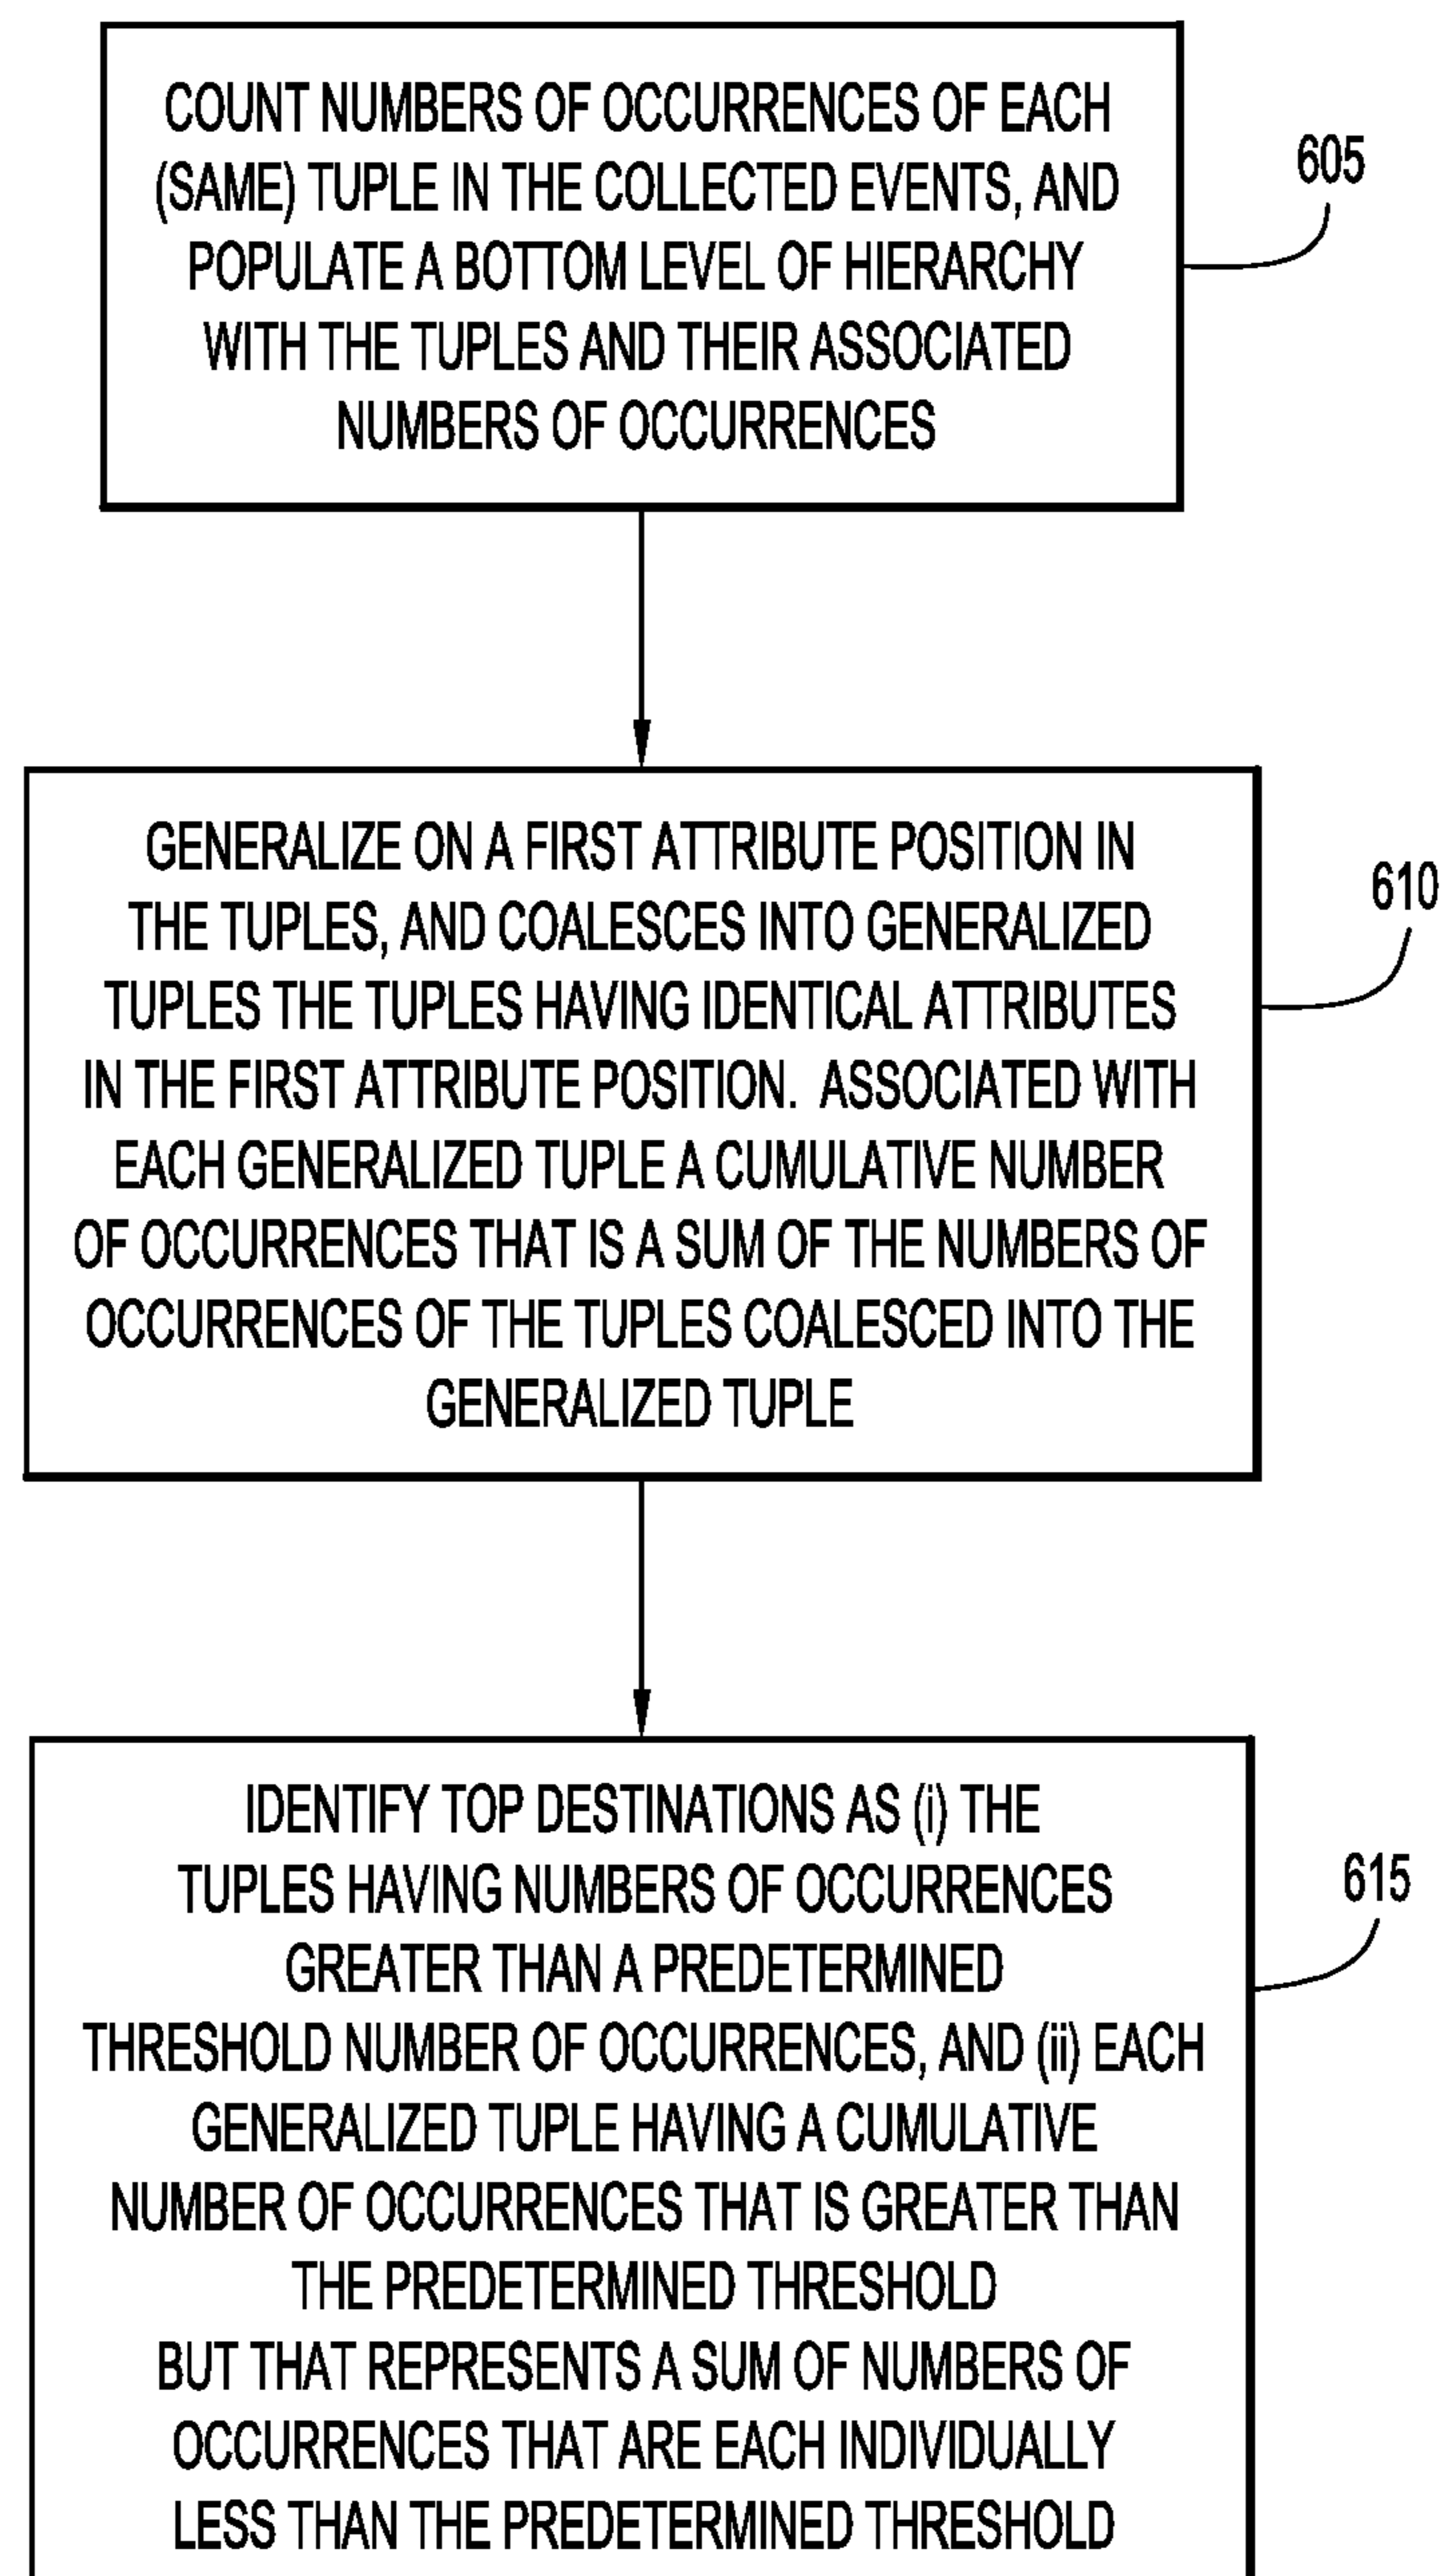 COUNT NUMBERS OF OCCURRENCES OF EACH
(SAME) TUPLE IN THE COLLECTED EVENTS, AND
POPULATE A BOTTOM LEVEL OF HIERARCHY
WITH THE TUPLES AND THEIR ASSOCIATED
NUMBERS OF OCCURRENCES
605
GENERALIZE ON A FIRST ATTRIBUTE POSITION IN
THE TUPLES, AND COALESCES INTO GENERALIZED
TUPLES THE TUPLES HAVING IDENTICAL ATTRIBUTES
IN THE FIRST ATTRIBUTE POSITION. ASSOCIATED WITH
EACH GENERALIZED TUPLE A CUMULATIVE NUMBER
OF OCCURRENCES THAT IS A SUM OF THE NUMBERS OF
OCCURRENCES OF THE TUPLES COALESCED INTO THE
GENERALIZED TUPLE
610
IDENTIFY TOP DESTINATIONS AS (i) THE
TUPLES HAVING NUMBERS OF OCCURRENCES
GREATER THAN A PREDETERMINED
THRESHOLD NUMBER OF OCCURRENCES, AND (ii) EACH
GENERALIZED TUPLE HAVING A CUMULATIVE
NUMBER OF OCCURRENCES THAT IS GREATER THAN
THE PREDETERMINED THRESHOLD
BUT THAT REPRESENTS A SUM OF NUMBERS OF
OCCURRENCES THAT ARE EACH INDIVIDUALLY
LESS THAN THE PREDETERMINED THRESHOLD
615